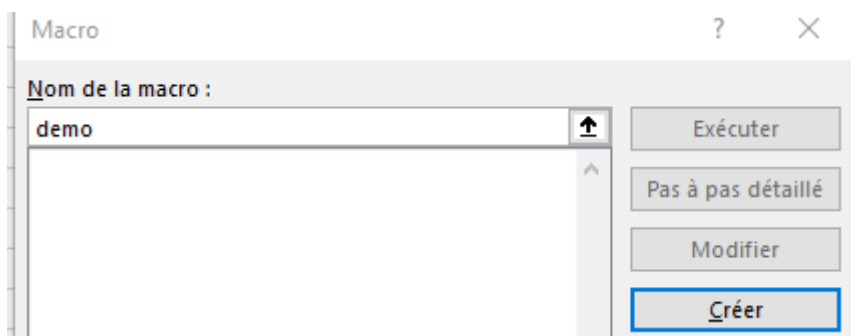 Macro ?
Nom de la macro :
demo
Exécuter
Pas à pas détaillé
Modifier
Créer